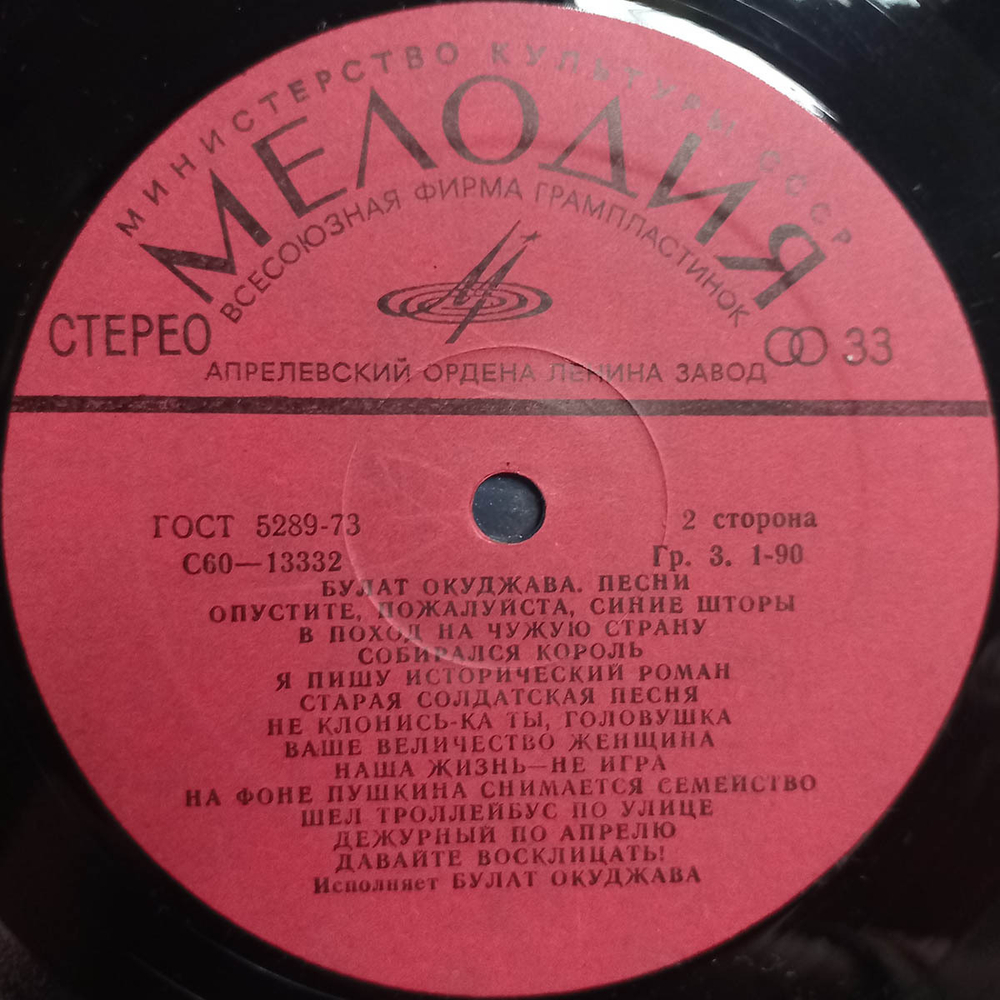 МИНИСТЕРСТВО КУЛЬТУРЫ СССР
МЕЛОДИЯ
ВСЕСОЮЗНАЯ ФИРМА ГРАМПЛАСТИНОК
СТЕРЕО
33
АПРЕЛЕВСКИЙ ОРДЕНА ЛЕНИНА ЗАВОД
ГОСТ 5289-73
2 сторона
С60—13332
Гр. 3. 1-90
БУЛАТ ОКУДЖАВА. ПЕСНИ
ОПУСТИТЕ, ПОЖАЛУЙСТА, СИНИЕ ШТОРЫ
В ПОХОД НА ЧУЖУЮ СТРАНУ
СОБИРАЛСЯ КОРОЛЬ
Я ПИШУ ИСТОРИЧЕСКИЙ РОМАН
СТАРАЯ СОЛДАТСКАЯ ПЕСНЯ
НЕ КЛОНИСЬ-КА ТЫ, ГОЛОВУШКА
ВАШЕ ВЕЛИЧЕСТВО ЖЕНЩИНА
НАША ЖИЗНЬ—НЕ ИГРА
НА ФОНЕ ПУШКИНА СНИМАЕТСЯ СЕМЕЙСТВО
ШЕЛ ТРОЛЛЕЙБУС ПО УЛИЦЕ
ДЕЖУРНЫЙ ПО АПРЕЛЮ
ДАВАЙТЕ ВОСКЛИЦАТЬ!
Исполняет БУЛАТ ОКУДЖАВА